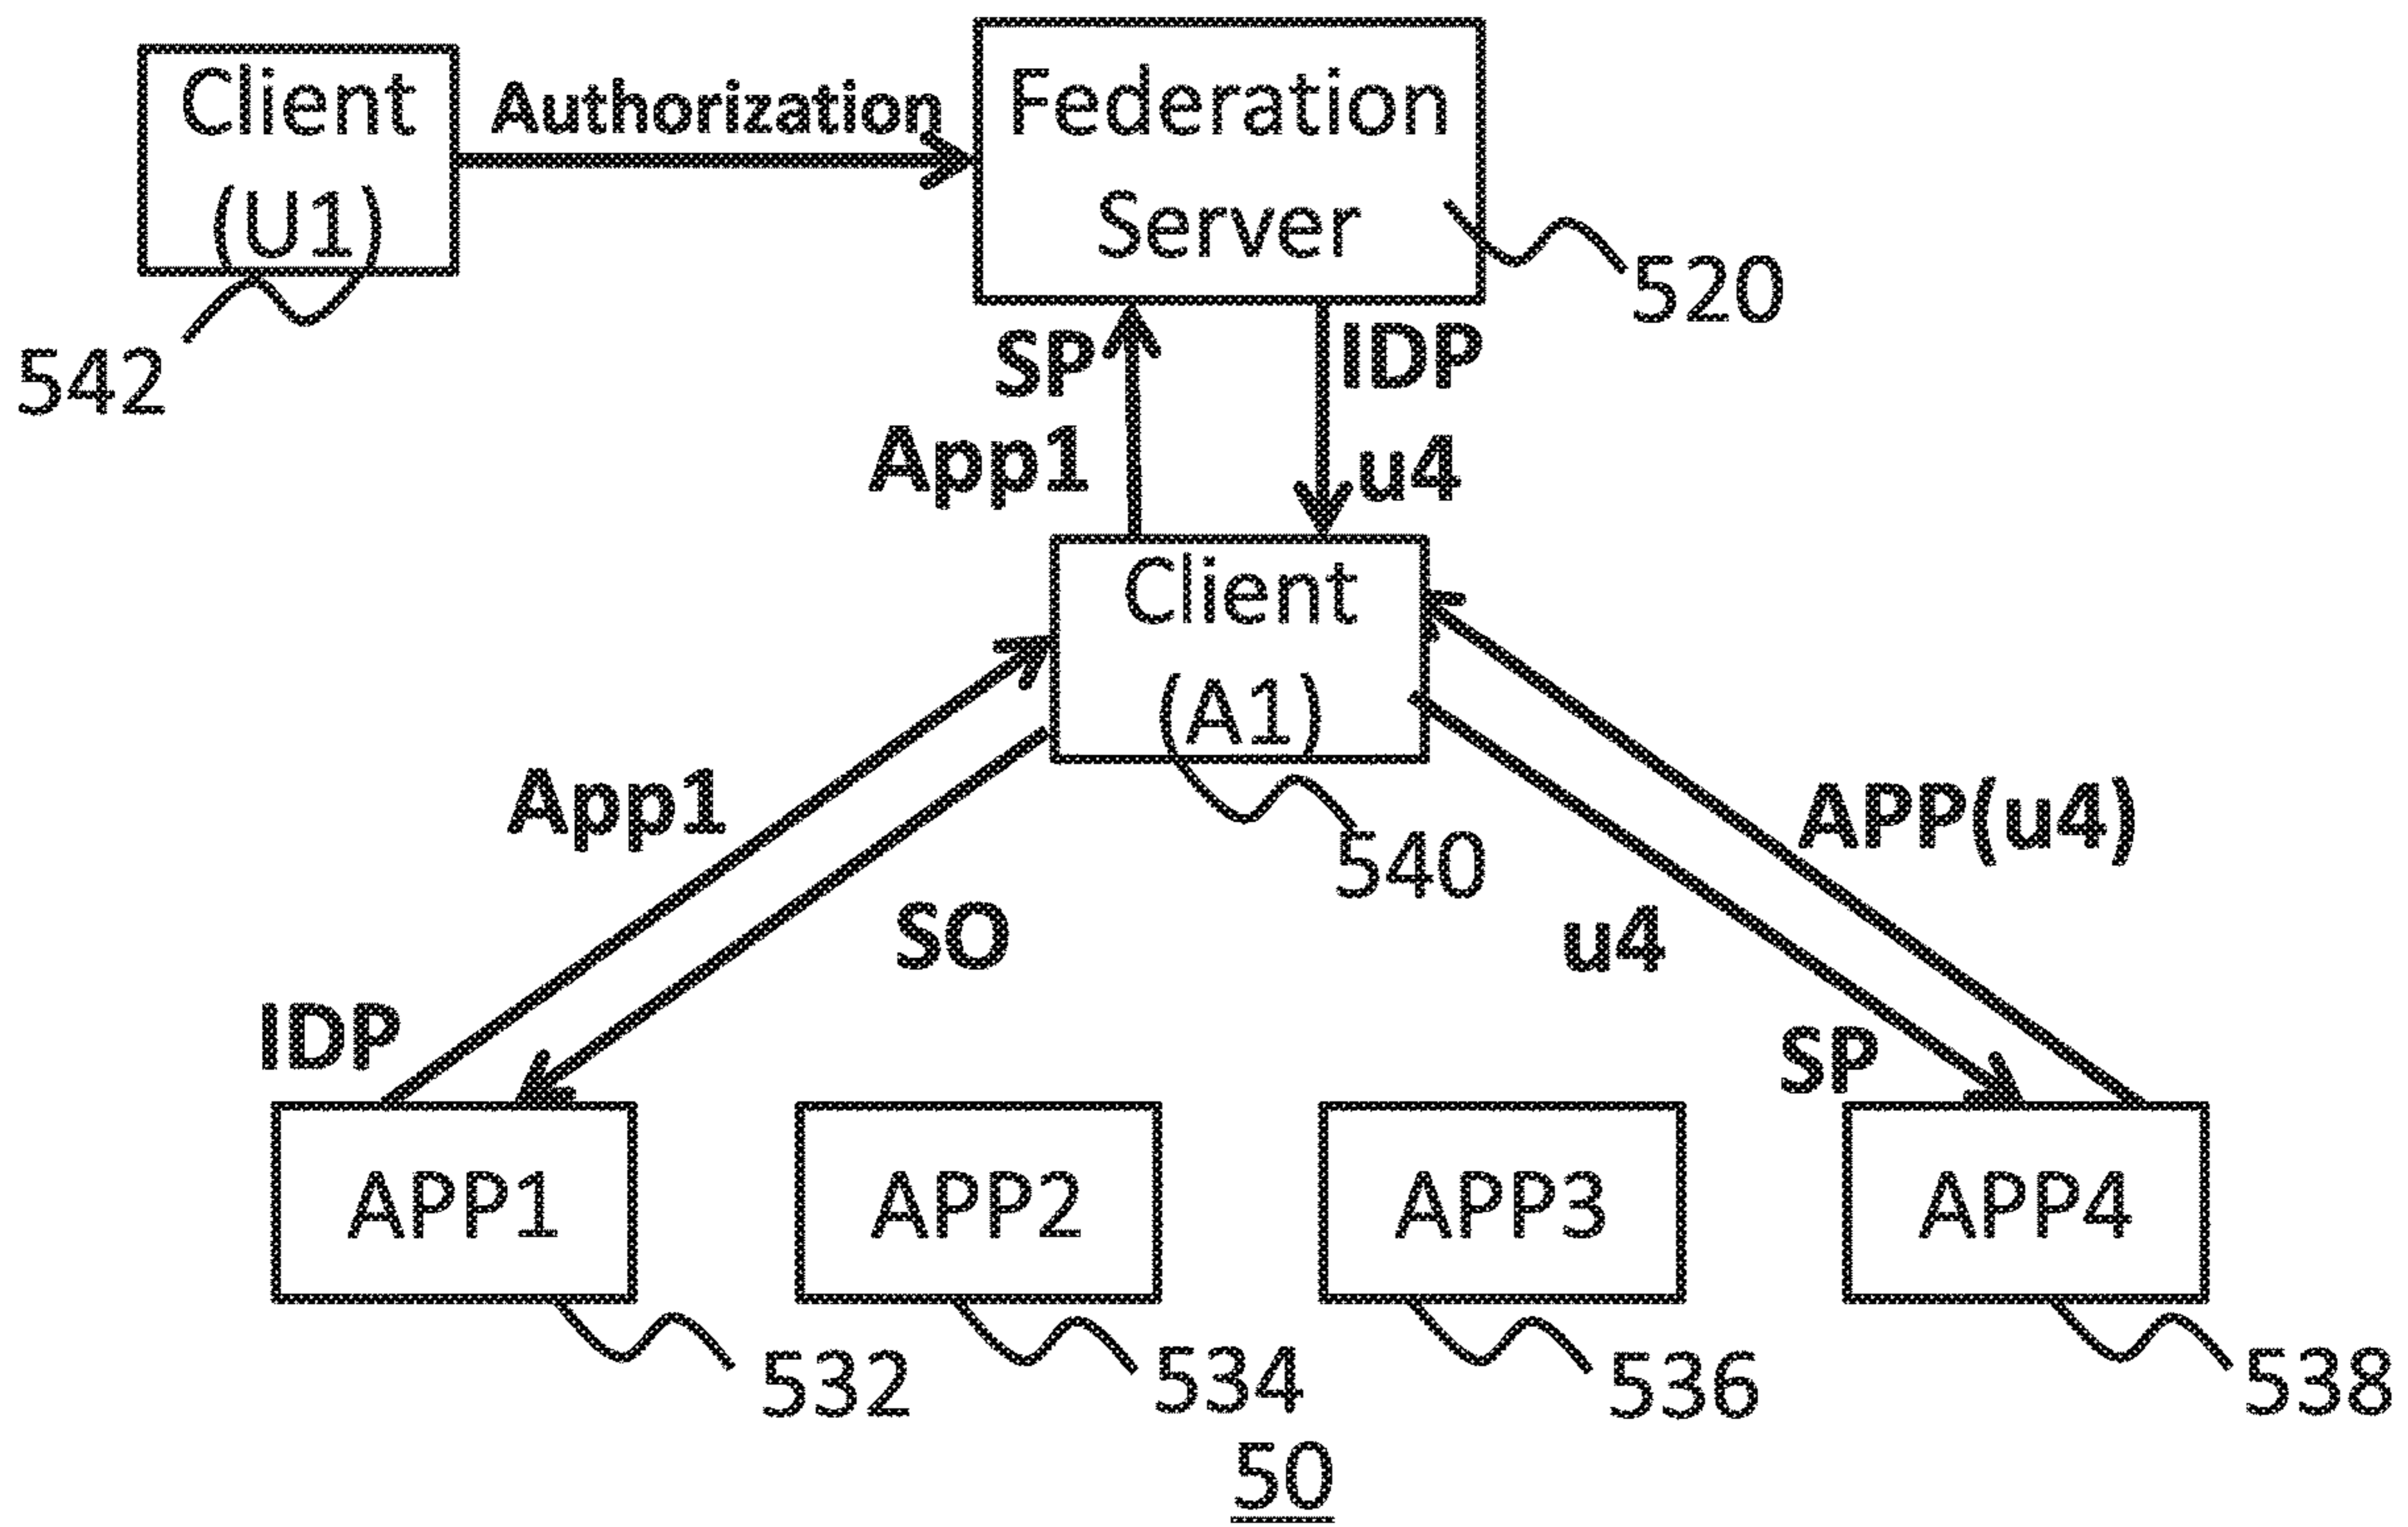 Client
(U1)
Authorization
Federation
Server
520
542
SP
IDP
App1
u4
Client
(A1)
540
App1
SO
APP(u4)
u4
IDP
SP
APP1
APP2
APP3
APP4
532
534
536
538
50